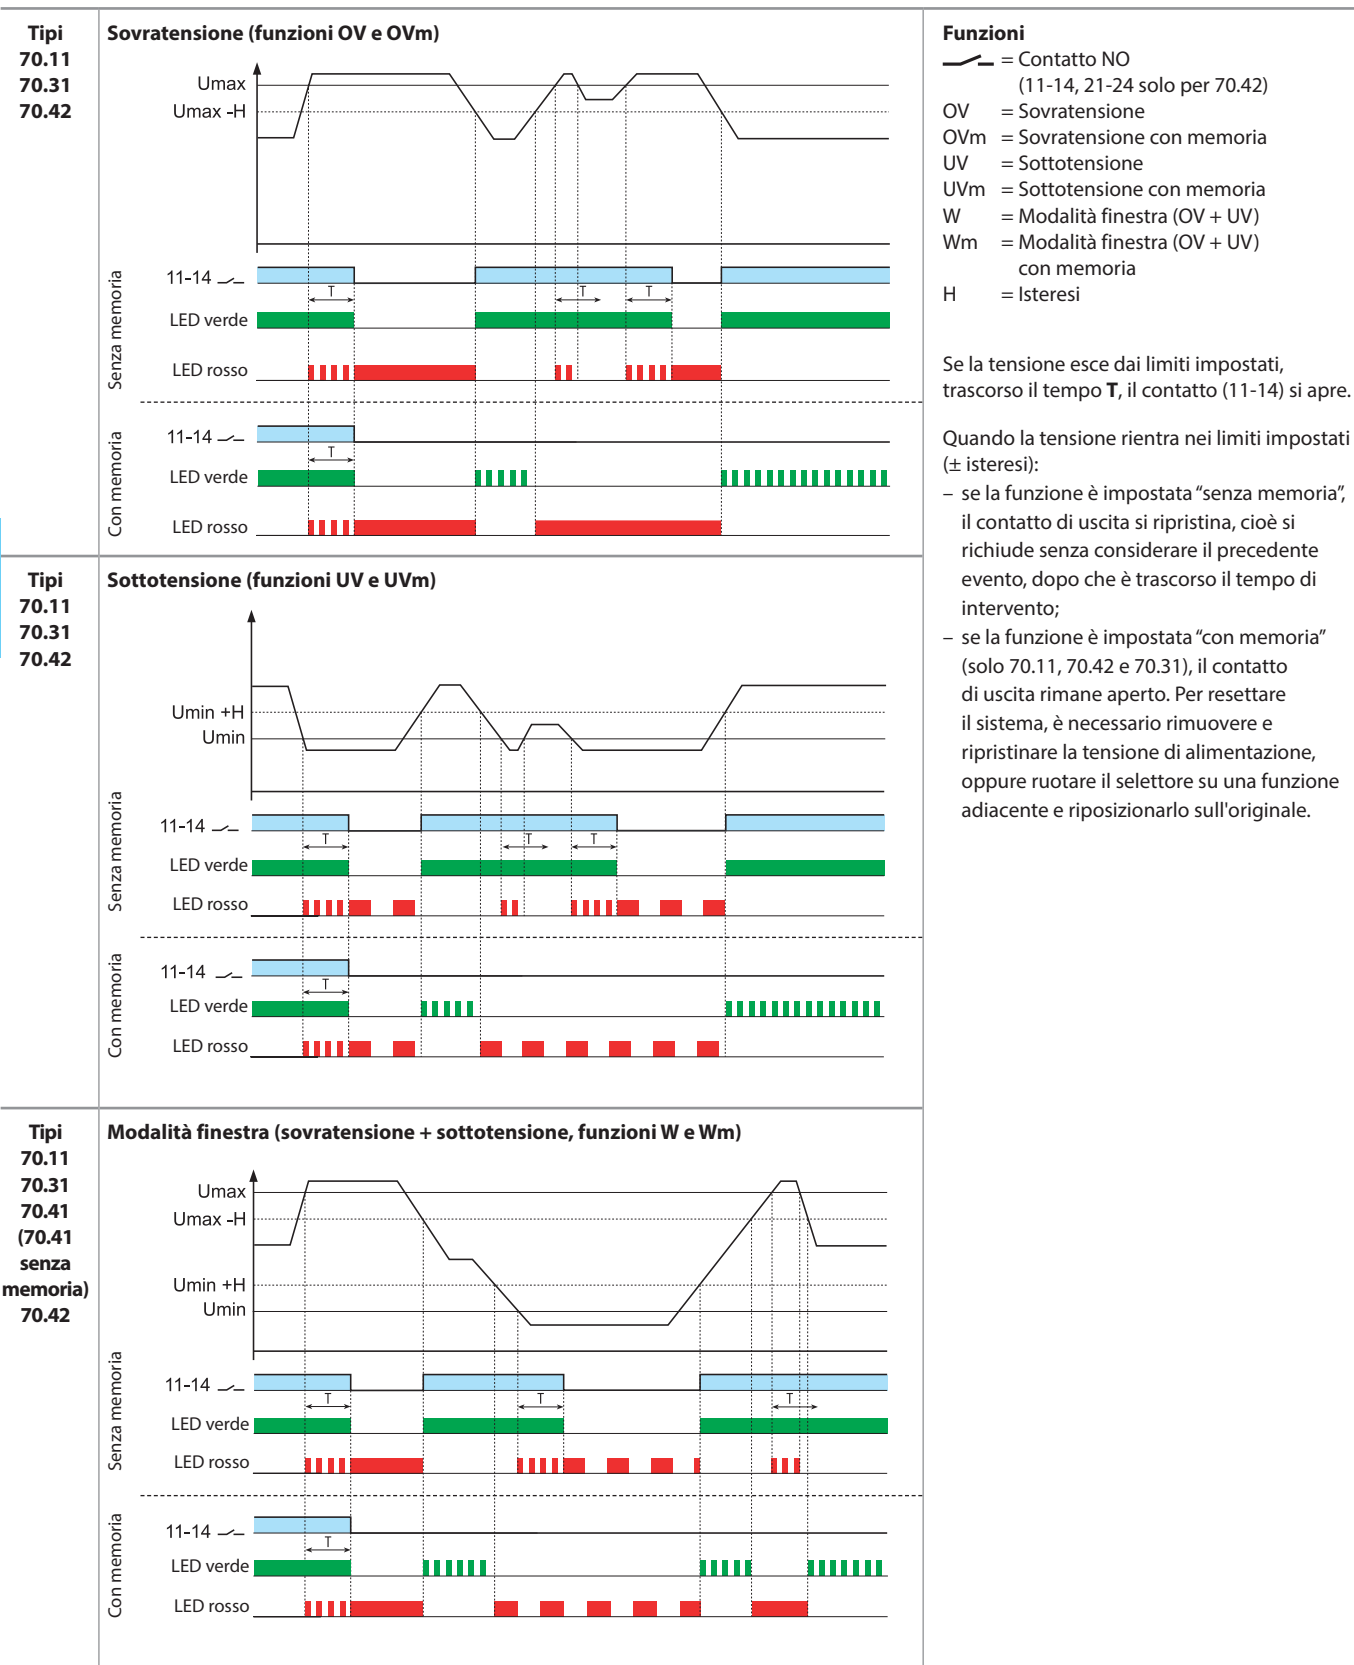 Tipi
70.11
70.31
70.42
Sovratensione (funzioni OV e OVm)
Umax
Umax -H
Senza memoria
11-14
T
T
T
LED verde
LED rosso
Con memoria
11-14
T
LED verde
LED rosso
Tipi
70.11
70.31
70.42
Sottotensione (funzioni UV e UVm)
Umin +H
Umin
Senza memoria
11-14
T
T
T
LED verde
LED rosso
Con memoria
11-14
T
LED verde
LED rosso
Tipi
70.11
70.31
70.41
(70.41
senza
memoria)
70.42
Modalità finestra (sovratensione + sottotensione, funzioni W e Wm)
Umax
Umax -H
Umin +H
Umin
Senza memoria
11-14
T
T
T
LED verde
LED rosso
Con memoria
11-14
T
LED verde
LED rosso
Funzioni
= Contatto NO
(11-14, 21-24 solo per 70.42)
OV = Sovratensione
OVm = Sovratensione con memoria
UV = Sottotensione
UVm = Sottotensione con memoria
W = Modalità finestra (OV + UV)
Wm = Modalità finestra (OV + UV)
con memoria
H = Isteresi
Se la tensione esce dai limiti impostati,
trascorso il tempo T, il contatto (11-14) si apre.
Quando la tensione rientra nei limiti impostati
(± isteresi):
– se la funzione è impostata “senza memoria”,
il contatto di uscita si ripristina, cioè si
richiude senza considerare il precedente
evento, dopo che è trascorso il tempo di
intervento;
– se la funzione è impostata “con memoria”
(solo 70.11, 70.42 e 70.31), il contatto
di uscita rimane aperto. Per resettare
il sistema, è necessario rimuovere e
ripristinare la tensione di alimentazione,
oppure ruotare il selettore su una funzione
adiacente e riposizionarlo sull'originale.